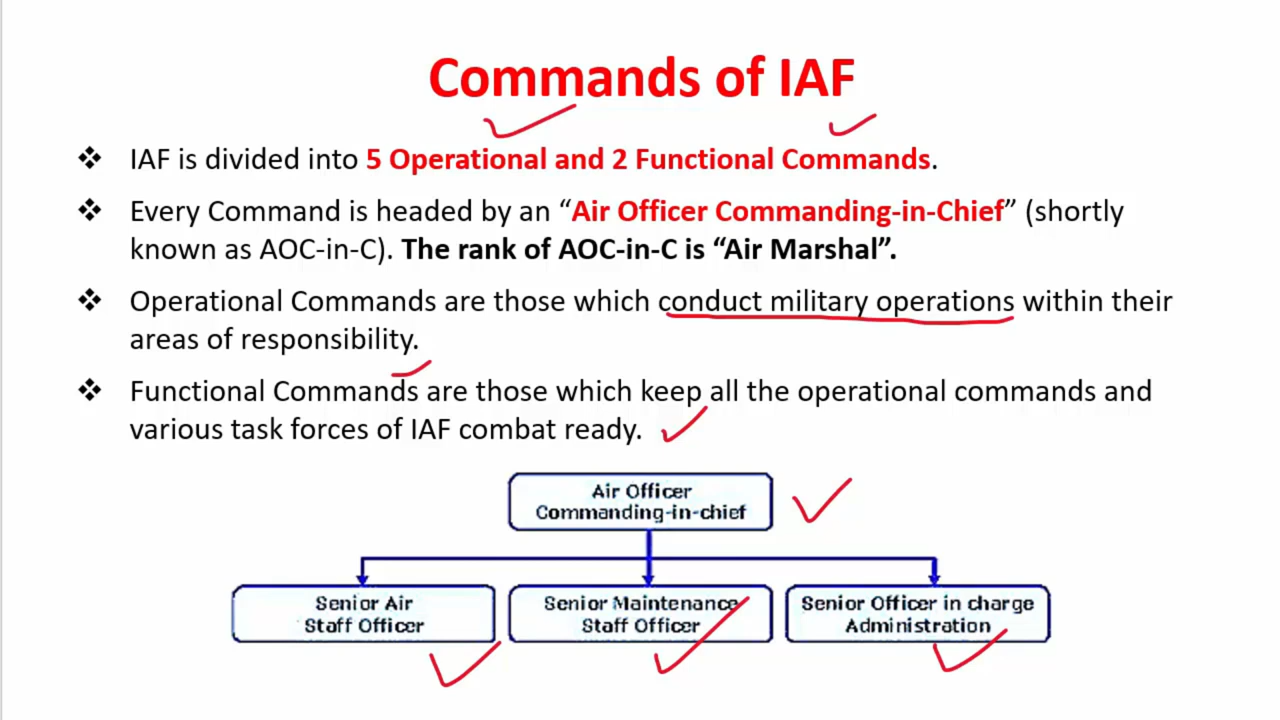 Commands of IAF
❖ IAF is divided into 5 Operational and 2 Functional Commands.
❖ Every Command is headed by an “Air Officer Commanding-in-Chief” (shortly
known as AOC-in-C). The rank of AOC-in-C is “Air Marshal”.
❖ Operational Commands are those which conduct military operations within their
areas of responsibility.
❖ Functional Commands are those which keep all the operational commands and
various task forces of IAF combat ready.
Air Officer
Commanding-in-chief
Senior Air
Staff Officer
Senior Maintenance
Staff Officer
Senior Officer in charge
Administration